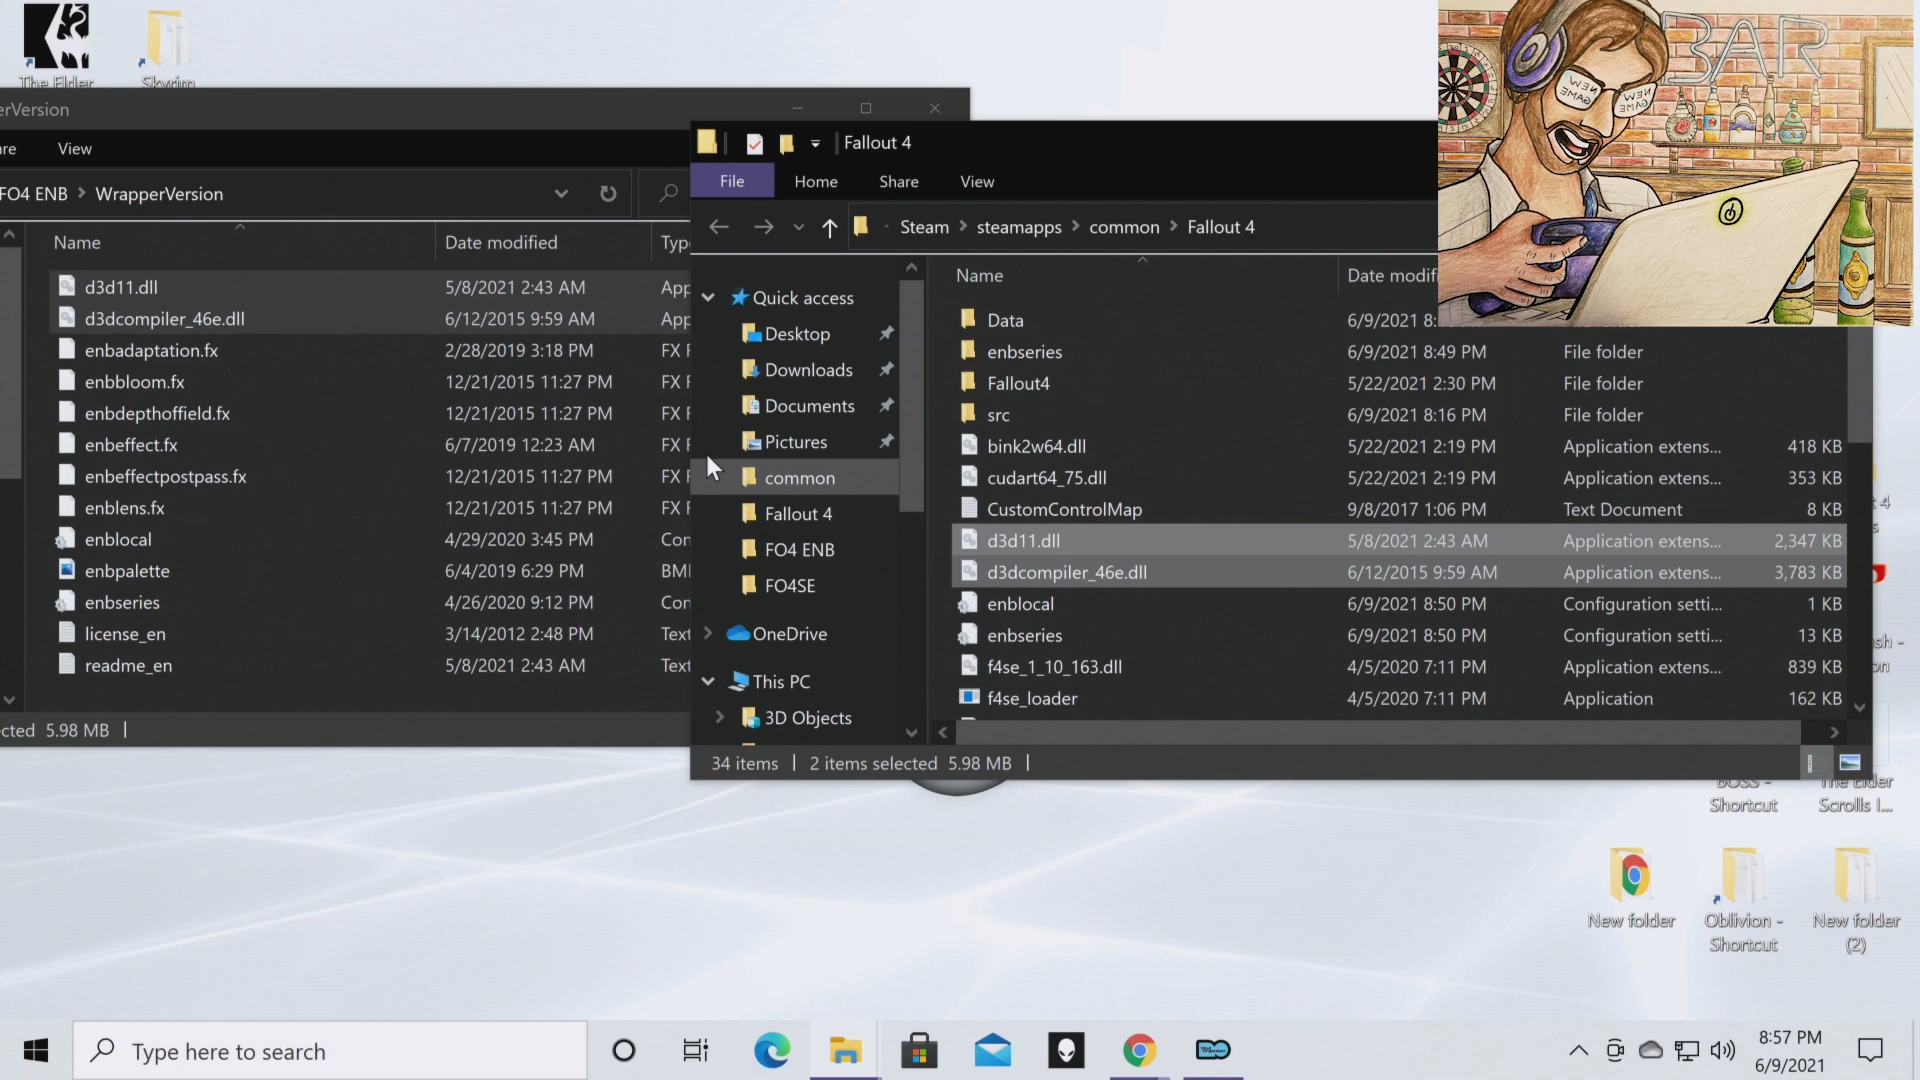 The Elder
Skyrim
erVersion
re View
FO4 ENB > WrapperVersion
Name Date modified Typ
d3d11.dll 5/8/2021 2:43 AM App
d3dcompiler_46e.dll 6/12/2015 9:59 AM App
enbadaptation.fx 2/28/2019 3:18 PM FX F
enbbloom.fx 12/21/2015 11:27 PM FX F
enbdepthoffield.fx 12/21/2015 11:27 PM FX F
enbeffect.fx 6/7/2019 12:23 AM FX F
enbeffectpostpass.fx 12/21/2015 11:27 PM FX F
enblens.fx 12/21/2015 11:27 PM FX F
enblocal 4/29/2020 3:45 PM Con
enbpalette 6/4/2019 6:29 PM BMI
enbseries 4/26/2020 9:12 PM Con
license_en 3/14/2012 2:48 PM Text
readme_en 5/8/2021 2:43 AM Text
cted 5.98 MB
Fallout 4
File Home Share View
Steam > steamapps > common > Fallout 4
Quick access
Desktop
Downloads
Documents
Pictures
common
Fallout 4
FO4 ENB
FO4SE
OneDrive
This PC
3D Objects
Name Date modifi
Data 6/9/2021 8:
enbseries 6/9/2021 8:49 PM File folder
Fallout4 5/22/2021 2:30 PM File folder
src 6/9/2021 8:16 PM File folder
bink2w64.dll 5/22/2021 2:19 PM Application extens... 418 KB
cudart64_75.dll 5/22/2021 2:19 PM Application extens... 353 KB
CustomControlMap 9/8/2017 1:06 PM Text Document 8 KB
d3d11.dll 5/8/2021 2:43 AM Application extens... 2,347 KB
d3dcompiler_46e.dll 6/12/2015 9:59 AM Application extens... 3,783 KB
enblocal 6/9/2021 8:50 PM Configuration setti... 1 KB
enbseries 6/9/2021 8:50 PM Configuration setti... 13 KB
f4se_1_10_163.dll 4/5/2020 7:11 PM Application extens... 839 KB
f4se_loader 4/5/2020 7:11 PM Application 162 KB
34 items 2 items selected 5.98 MB
BAR
NEW GAME
NEW GAME
BOSS -
Shortcut
The Elder
Scrolls I...
New folder
Oblivion -
Shortcut
New folder
(2)
Type here to search
8:57 PM
6/9/2021